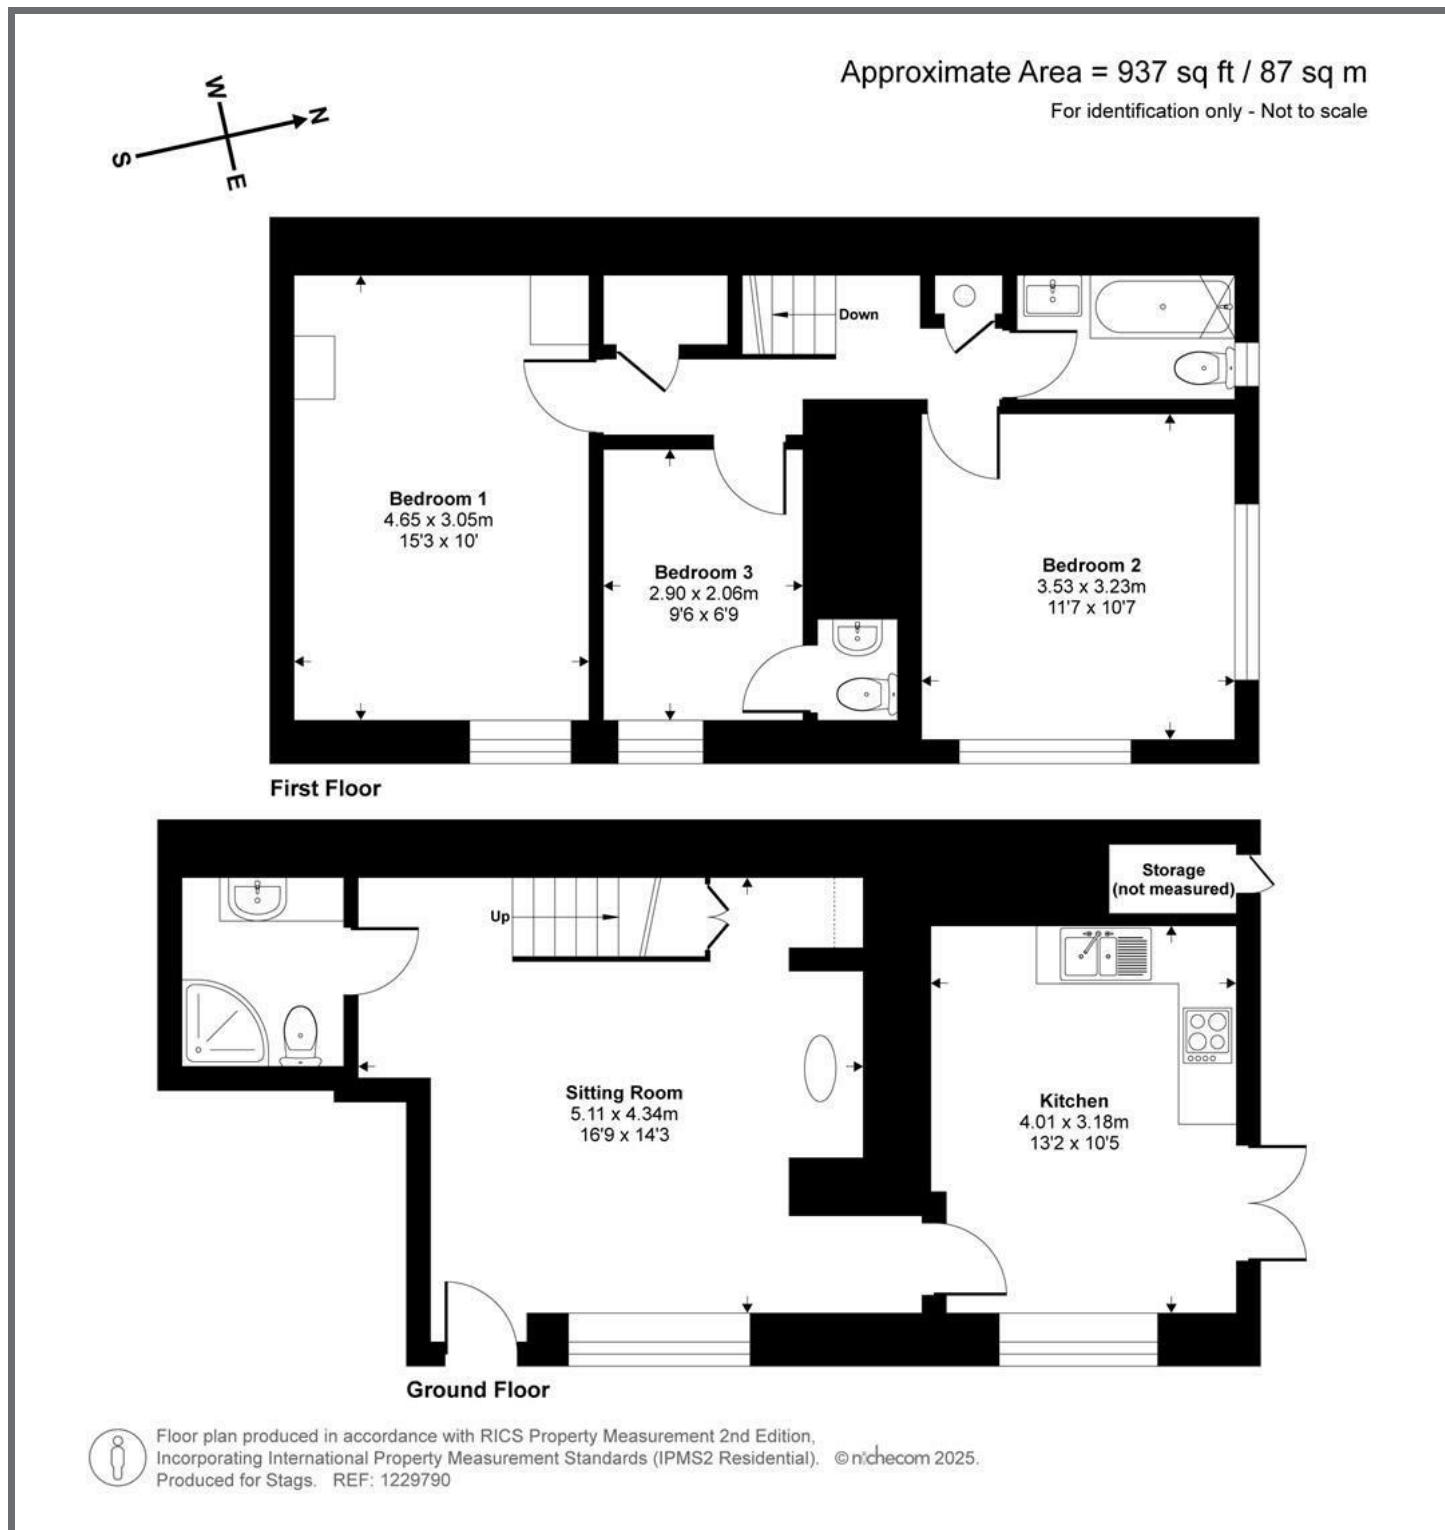 Approximate Area = 937 sq ft / 87 sq m
For identification only - Not to scale
W
N
S
E
Down
Bedroom 1
4.65 x 3.05m
15'3 x 10'
Bedroom 3
2.90 x 2.06m
9'6 x 6'9
Bedroom 2
3.53 x 3.23m
11'7 x 10'7
First Floor
Storage
(not measured)
Up
Sitting Room
5.11 x 4.34m
16'9 x 14'3
Kitchen
4.01 x 3.18m
13'2 x 10'5
Ground Floor
Floor plan produced in accordance with RICS Property Measurement 2nd Edition,
Incorporating International Property Measurement Standards (IPMS2 Residential). © nichecom 2025.
Produced for Stags. REF: 1229790